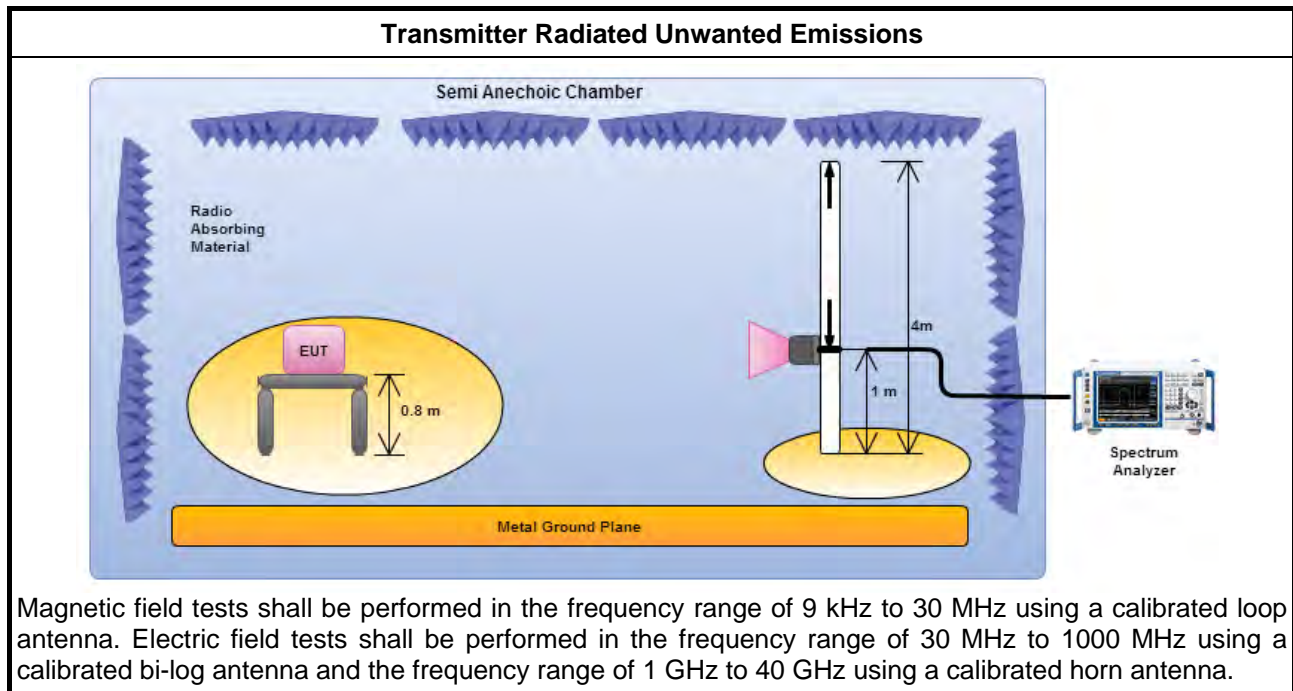 Transmitter Radiated Unwanted Emissions
Semi Anechoic Chamber
Radio
Absorbing
Material
EUT
0.8 m
4m
1 m
Spectrum
Analyzer
Metal Ground Plane
Magnetic field tests shall be performed in the frequency range of 9 kHz to 30 MHz using a calibrated loop
antenna. Electric field tests shall be performed in the frequency range of 30 MHz to 1000 MHz using a
calibrated bi-log antenna and the frequency range of 1 GHz to 40 GHz using a calibrated horn antenna.